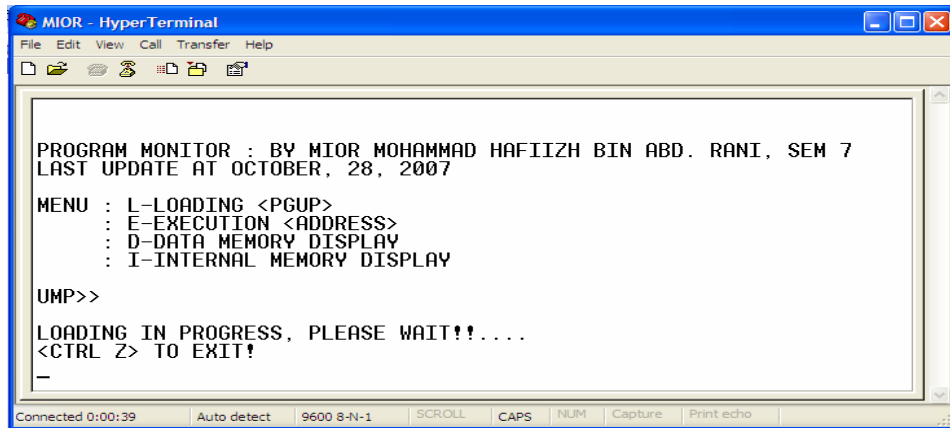 MIOR - HyperTerminal
File Edit View Call Transfer Help
PROGRAM MONITOR : BY MIOR MOHAMMAD HAFIIZH BIN ABD. RANI, SEM 7
LAST UPDATE AT OCTOBER, 28, 2007
MENU : L-LOADING <PGUP>
: E-EXECUTION <ADDRESS>
: D-DATA MEMORY DISPLAY
: I-INTERNAL MEMORY DISPLAY
UMP>>
LOADING IN PROGRESS, PLEASE WAIT!!....
<CTRL Z> TO EXIT!
_
Connected 0:00:39 Auto detect 9600 8-N-1 SCROLL CAPS NUM Capture Print echo